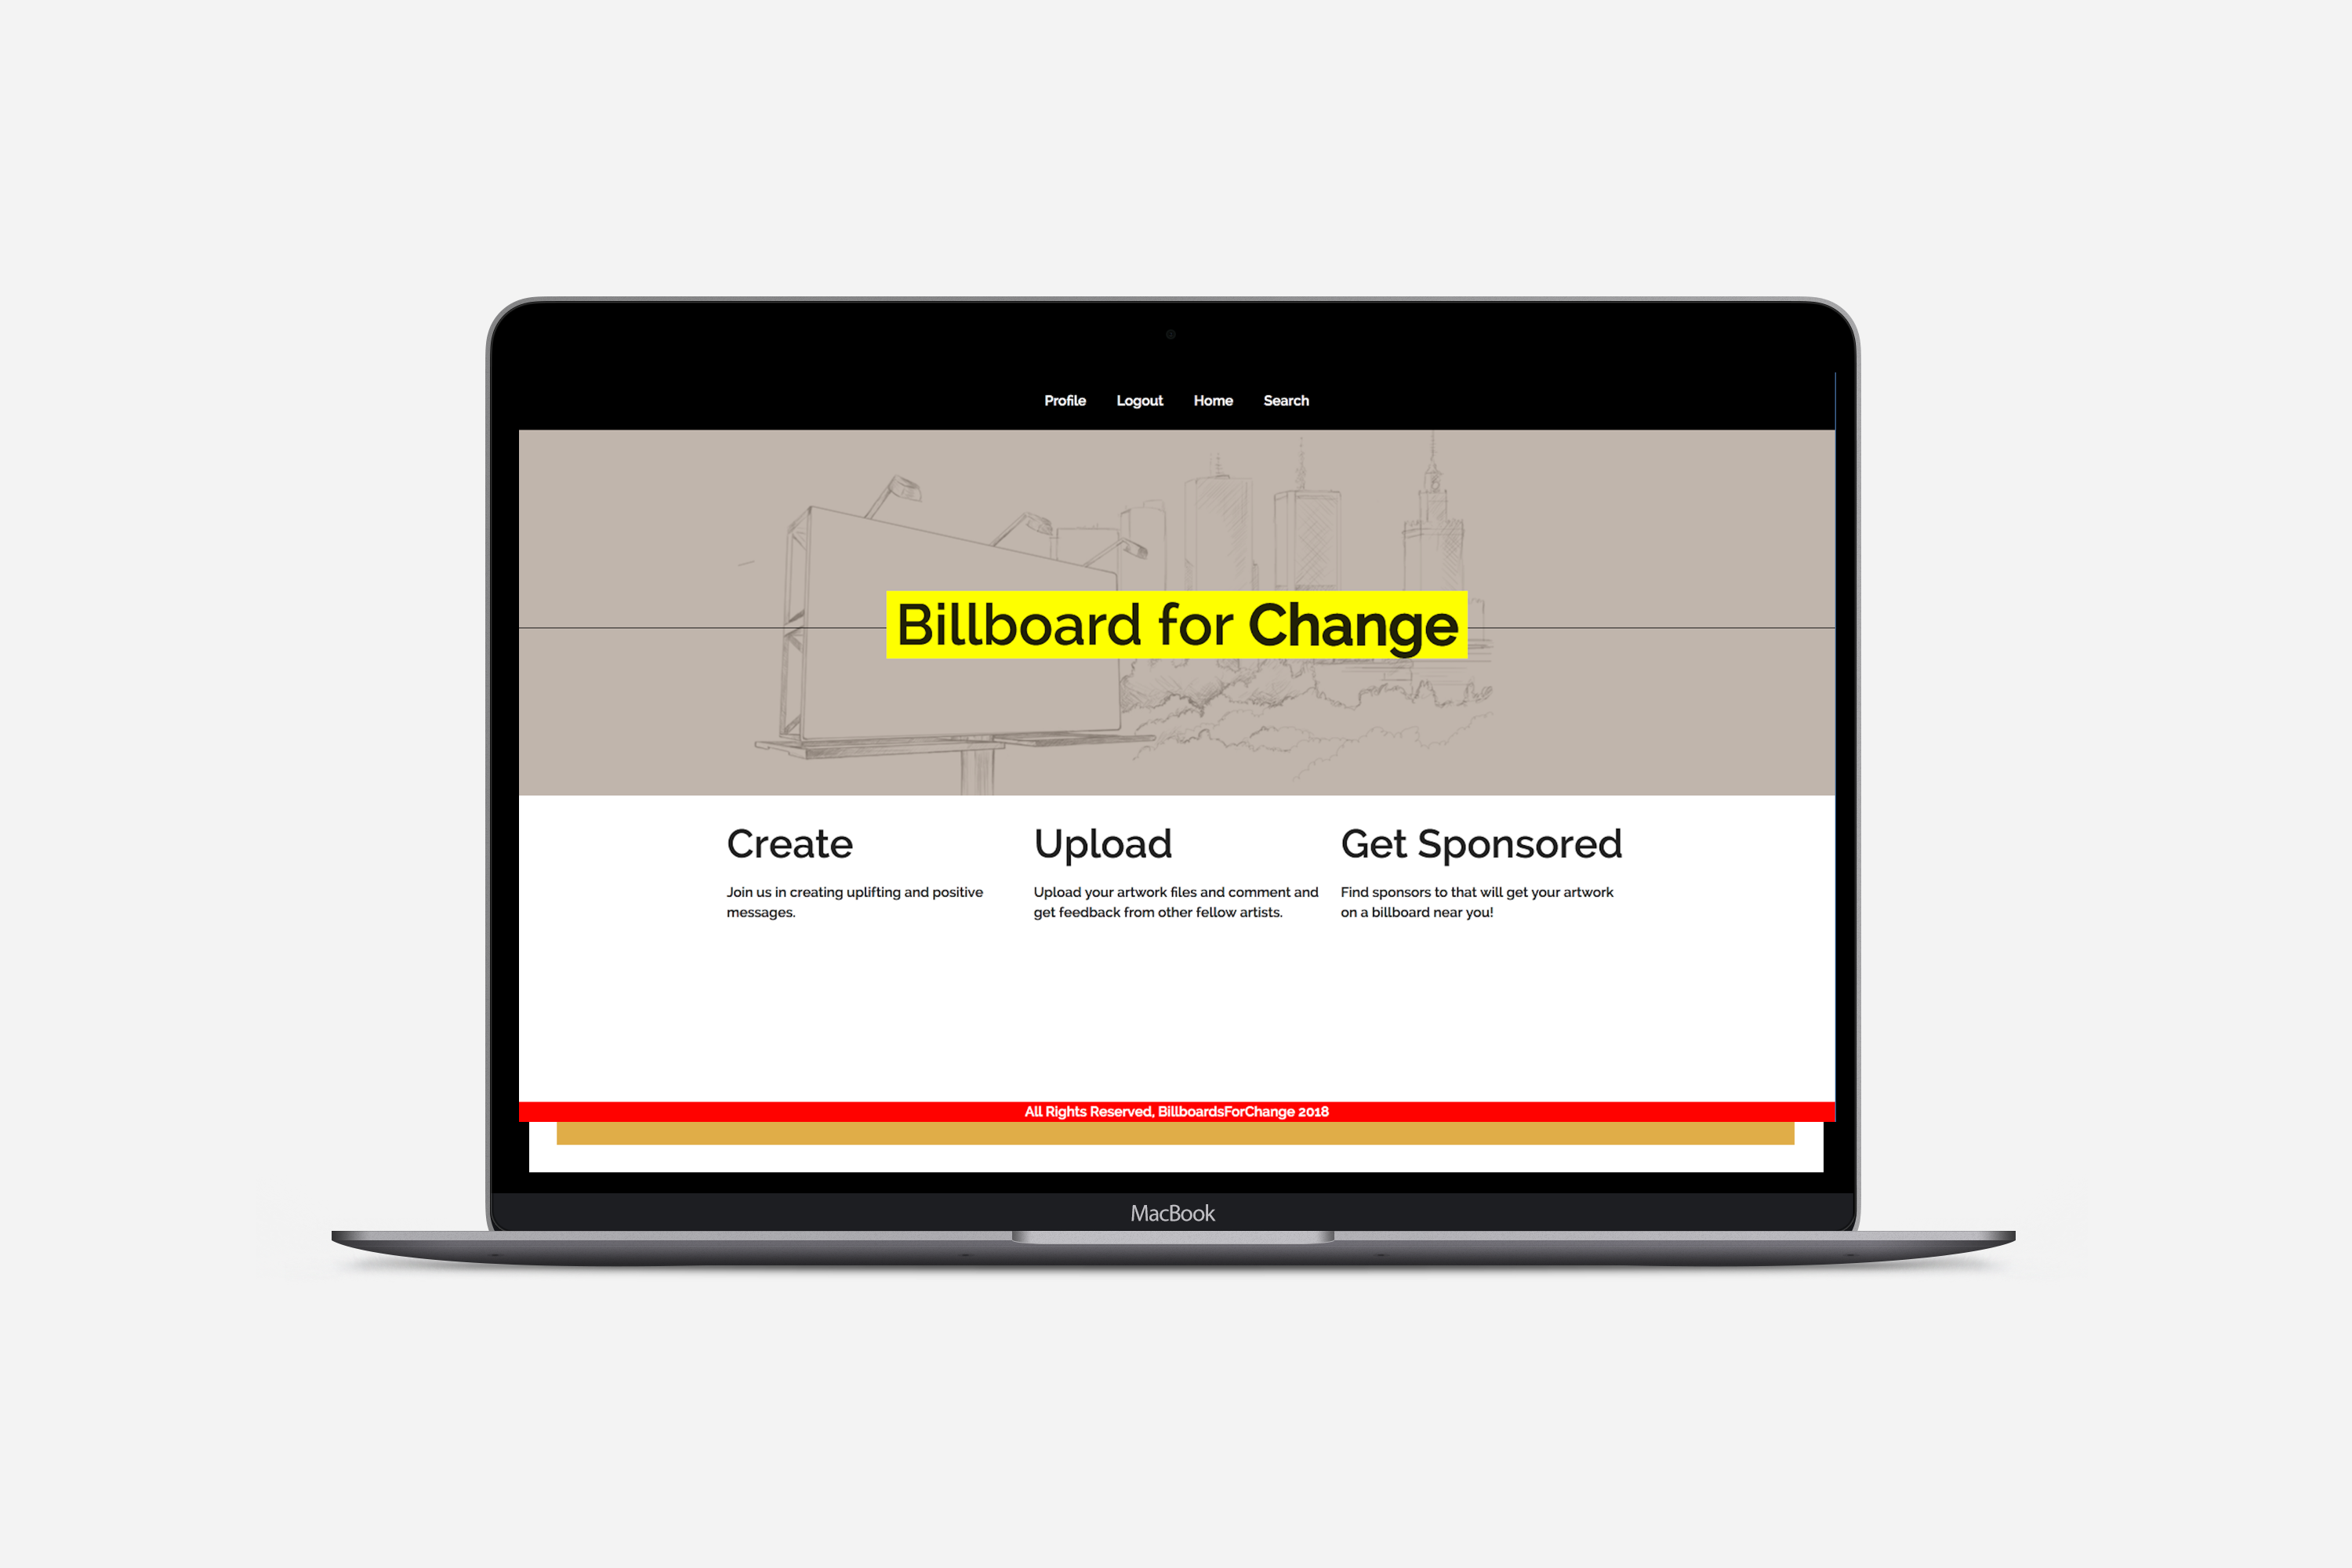 Profile Logout Home Search
Billboard for Change
Create
Join us in creating uplifting and positive
messages.
Upload
Upload your artwork files and comment and
get feedback from other fellow artists.
Get Sponsored
Find sponsors to that will get your artwork
on a billboard near you!
All Rights Reserved, BillboardsForChange 2018
MacBook